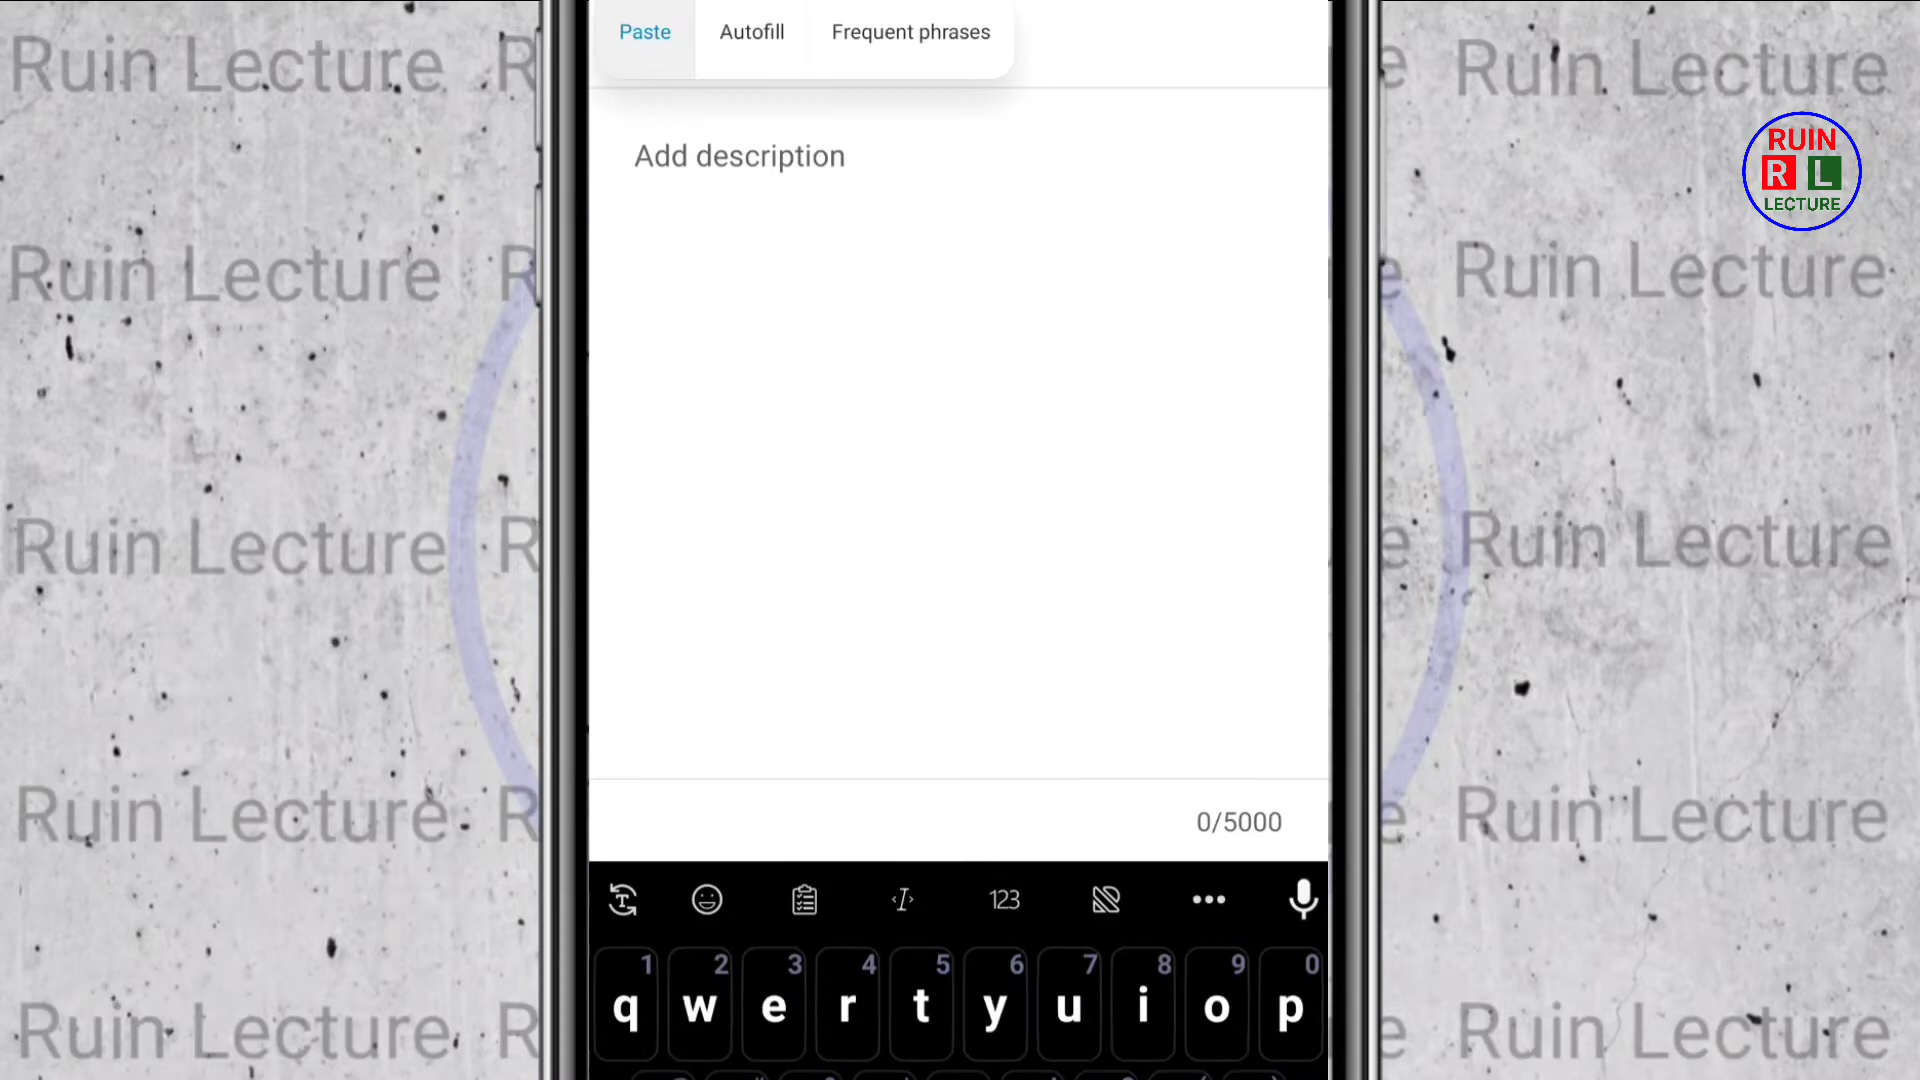 Paste Autofill Frequent phrases
Ruin Lecture
Ruin Lecture
RUIN
R L
LECTURE
Add description
Ruin Lecture
Ruin Lecture
Ruin Lecture
Ruin Lecture
0/5000
Ruin Lecture
Ruin Lecture
123
1 2 3 4 5 6 7 8 9 0
q w e r t y u i o p
Ruin Lecture
Ruin Lecture